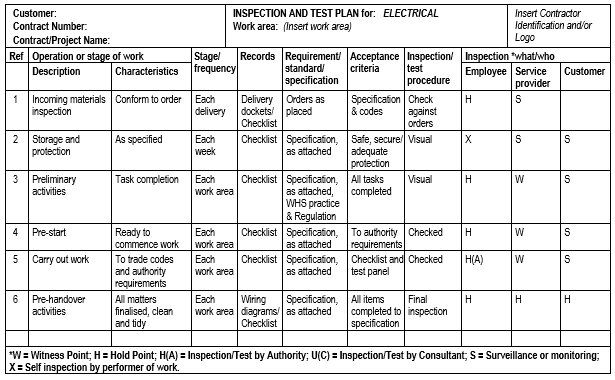 Customer:
Contract Number:
Contract/Project Name:
INSPECTION AND TEST PLAN for: ELECTRICAL
Work area: (Insert work area)
Insert Contractor
Identification and/or
Logo
Ref
Operation or stage of work
Stage/
frequency
Records
Requirement/
standard/
specification
Acceptance
criteria
Inspection/
test
procedure
Inspection *what/who
Description
Characteristics
Employee
Service
provider
Customer
1
Incoming materials
inspection
Conform to order
Each
delivery
Delivery
dockets/
Checklist
Orders as
placed
Specification
& codes
Check
against
orders
H
S
2
Storage and
protection
As specified
Each
week
Checklist
Specification,
as attached
Safe, secure/
adequate
protection
Visual
X
S
S
3
Preliminary
activities
Task completion
Each
work area
Checklist
Specification,
as attached,
WHS practice
& Regulation
All tasks
completed
Visual
H
W
S
4
Pre-start
Ready to
commence work
Each
work area
Checklist
Specification,
as attached
To authority
requirements
Checked
H
W
S
5
Carry out work
To trade codes
and authority
requirements
Each
work area
Checklist
Specification,
as attached
Checklist and
test panel
Checked
H(A)
W
S
6
Pre-handover
activities
All matters
finalised, clean
and tidy
Each
work area
Wiring
diagrams/
Checklist
Specification,
as attached
All items
completed to
specification
Final
inspection
H
H
H
*W = Witness Point; H = Hold Point; H(A) = Inspection/Test by Authority; U(C) = Inspection/Test by Consultant; S = Surveillance or monitoring;
X = Self inspection by performer of work.